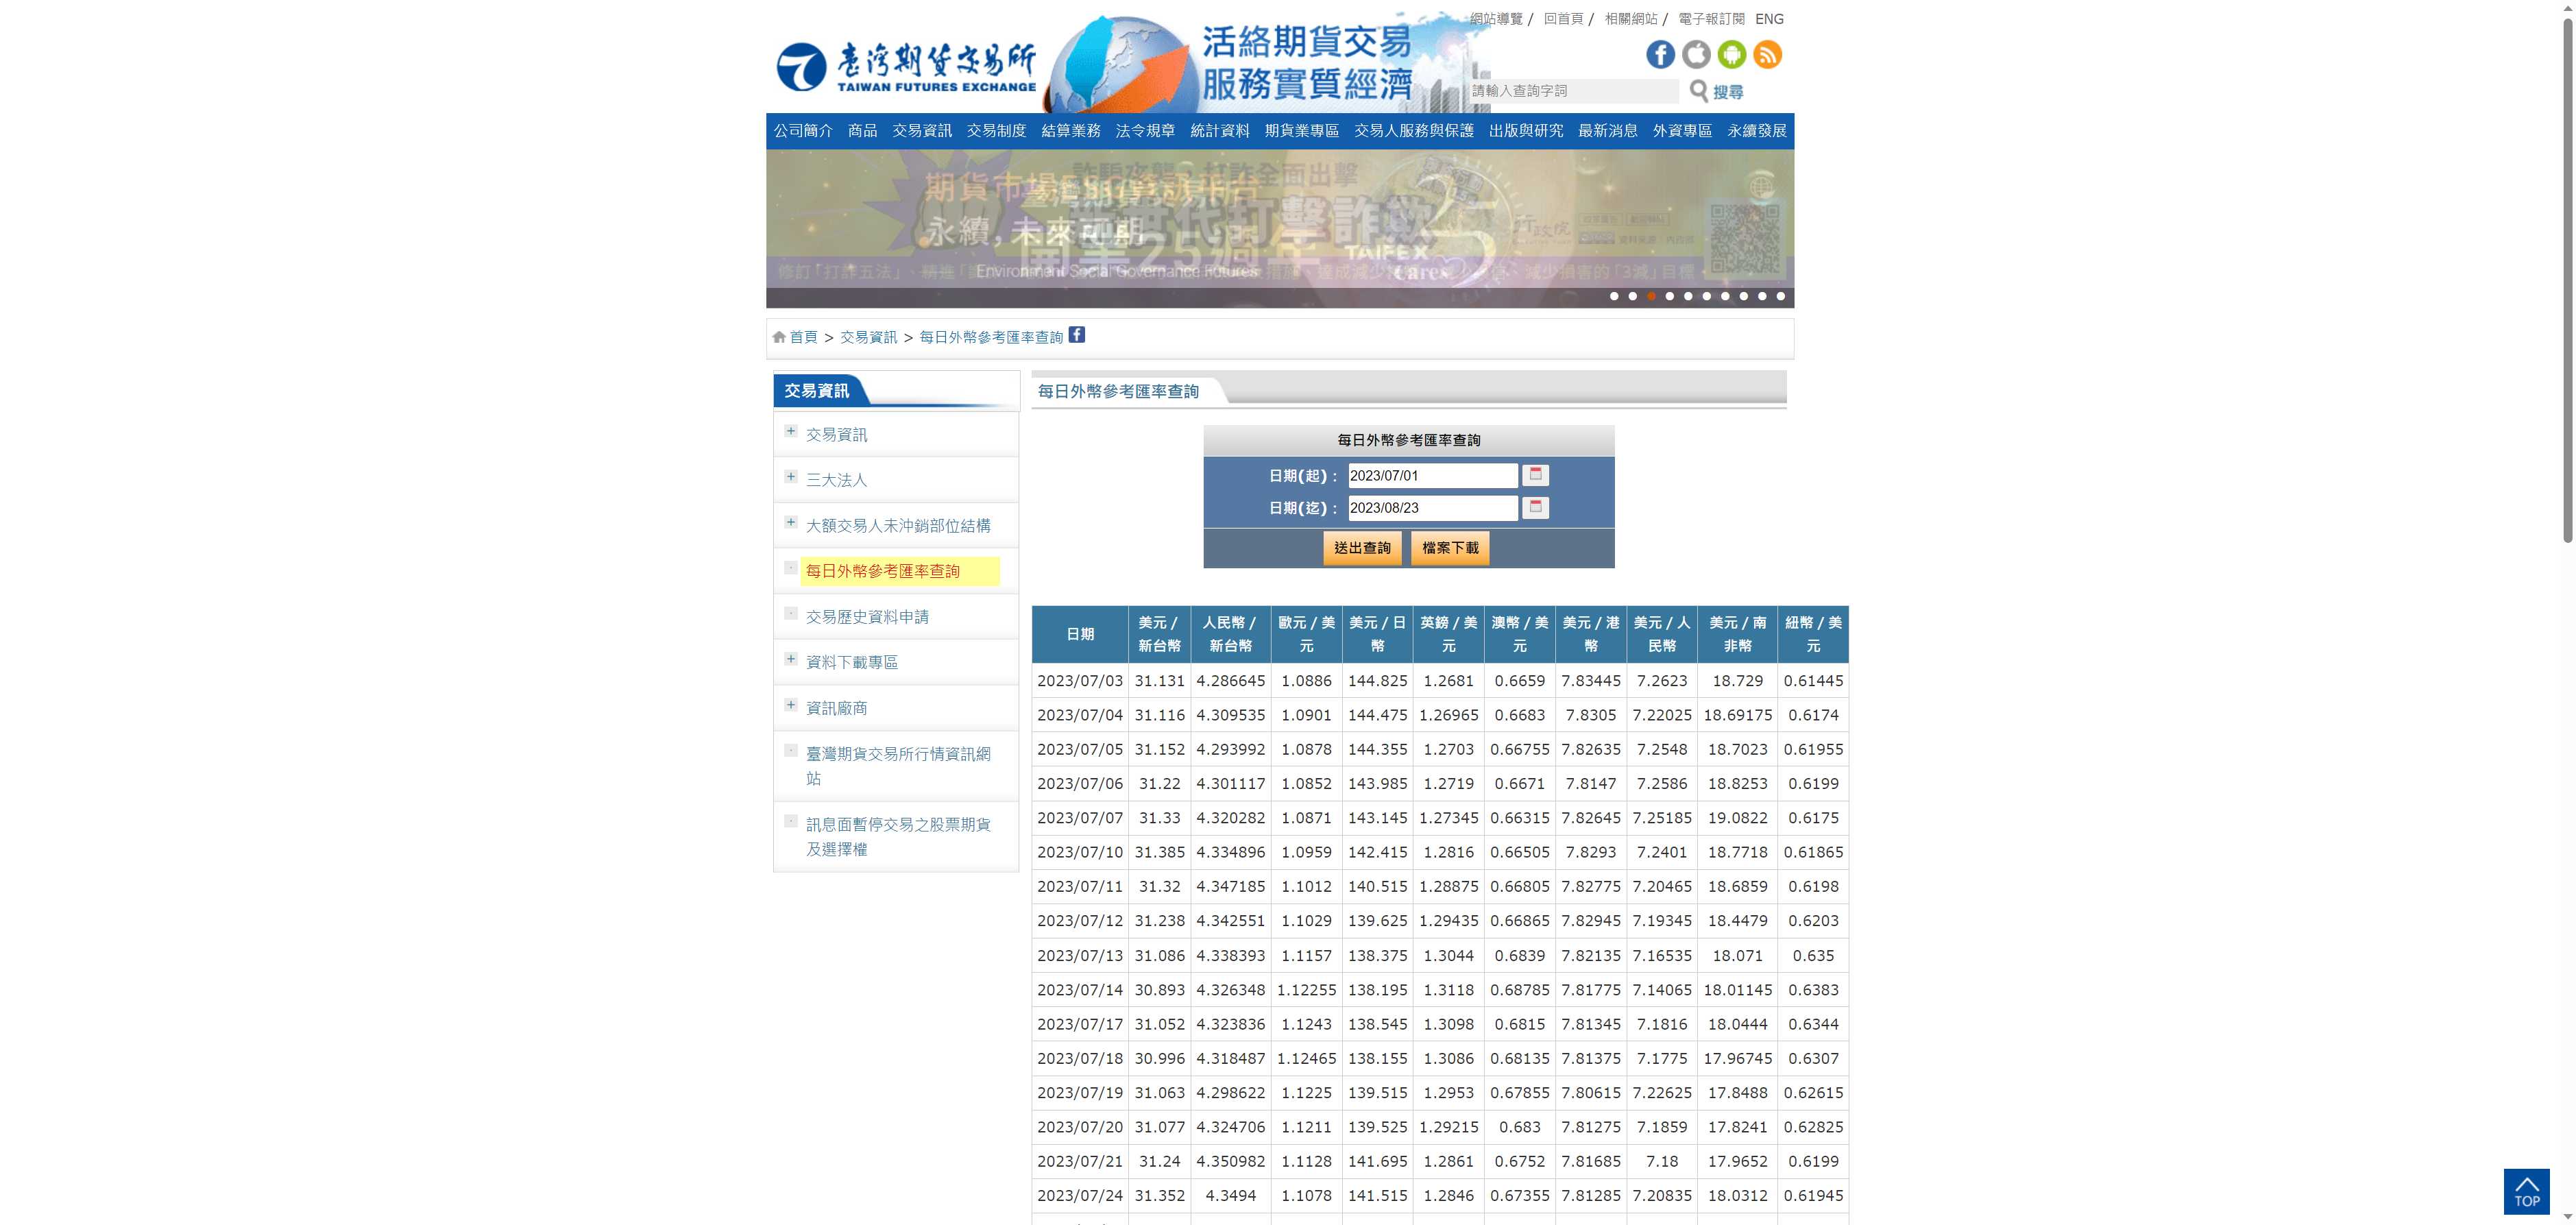 網站導覽 / 回首頁 / 相關網站 / 電子報訂閱 ENG
臺灣期貨交易所
TAIWAN FUTURES EXCHANGE
活絡期貨交易
服務實質經濟
請輸入查詢字詞 搜尋
公司簡介 商品 交易資訊 交易制度 結算業務 法令規章 統計資料 期貨業專區 交易人服務與保護 出版與研究 最新消息 外資專區 永續發展
永續,未來可期
開業25週年
TAIFEX
Cares
Environment Social Governance Futures
首頁 > 交易資訊 > 每日外幣參考匯率查詢
交易資訊
交易資訊
三大法人
大額交易人未沖銷部位結構
每日外幣參考匯率查詢
交易歷史資料申請
資料下載專區
資訊廠商
臺灣期貨交易所行情資訊網
站
訊息面暫停交易之股票期貨
及選擇權
每日外幣參考匯率查詢
每日外幣參考匯率查詢
日期(起): 2023/07/01
日期(迄): 2023/08/23
送出查詢 檔案下載
日期 美元/新台幣 人民幣/新台幣 歐元/美元 美元/日幣 英鎊/美元 澳幣/美元 美元/港幣 美元/人民幣 美元/南非幣 紐幣/美元
2023/07/03 31.131 4.286645 1.0886 144.825 1.2681 0.6659 7.83445 7.2623 18.729 0.61445
2023/07/04 31.116 4.309535 1.0901 144.475 1.26965 0.6683 7.8305 7.22025 18.69175 0.6174
2023/07/05 31.152 4.293992 1.0878 144.355 1.2703 0.66755 7.82635 7.2548 18.7023 0.61955
2023/07/06 31.22 4.301117 1.0852 143.985 1.2719 0.6671 7.8147 7.2586 18.8253 0.6199
2023/07/07 31.33 4.320282 1.0871 143.145 1.27345 0.66315 7.82645 7.25185 19.0822 0.6175
2023/07/10 31.385 4.334896 1.0959 142.415 1.2816 0.66505 7.8293 7.2401 18.7718 0.61865
2023/07/11 31.32 4.347185 1.1012 140.515 1.28875 0.66805 7.82775 7.20465 18.6859 0.6198
2023/07/12 31.238 4.342551 1.1029 139.625 1.29435 0.66865 7.82945 7.19345 18.4479 0.6203
2023/07/13 31.086 4.338393 1.1157 138.375 1.3044 0.6839 7.82135 7.16535 18.071 0.635
2023/07/14 30.893 4.326348 1.12255 138.195 1.3118 0.68785 7.81775 7.14065 18.01145 0.6383
2023/07/17 31.052 4.323836 1.1243 138.545 1.3098 0.6815 7.81345 7.1816 18.0444 0.6344
2023/07/18 30.996 4.318487 1.12465 138.155 1.3086 0.68135 7.81375 7.1775 17.96745 0.6307
2023/07/19 31.063 4.298622 1.1225 139.515 1.2953 0.67855 7.80615 7.22625 17.8488 0.62615
2023/07/20 31.077 4.324706 1.1211 139.525 1.29215 0.683 7.81275 7.1859 17.8241 0.62825
2023/07/21 31.24 4.350982 1.1128 141.695 1.2861 0.6752 7.81685 7.18 17.9652 0.6199
2023/07/24 31.352 4.3494 1.1078 141.515 1.2846 0.67355 7.81285 7.20835 18.0312 0.61945
TOP